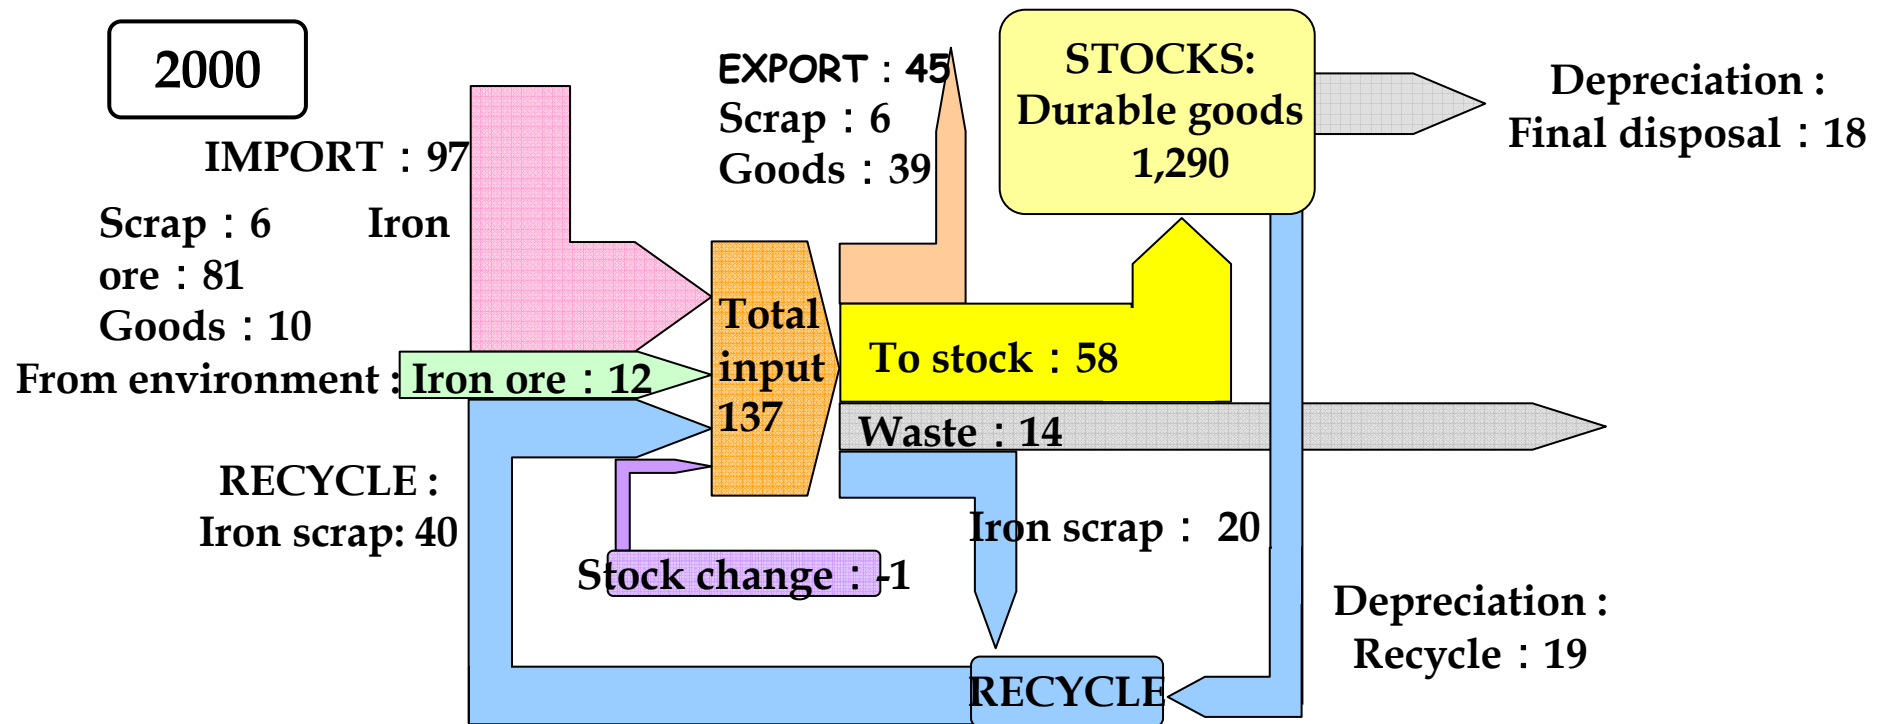 2000
IMPORT：97
Scrap：6 Iron
ore：81
Goods：10
From environment : Iron ore：12
RECYCLE :
Iron scrap: 40
Stock change：-1
Total
input
137
EXPORT：45
Scrap：6
Goods：39
To stock：58
Waste：14
Iron scrap： 20
STOCKS:
Durable goods
1,290
Depreciation :
Final disposal：18
Depreciation :
Recycle：19
RECYCLE